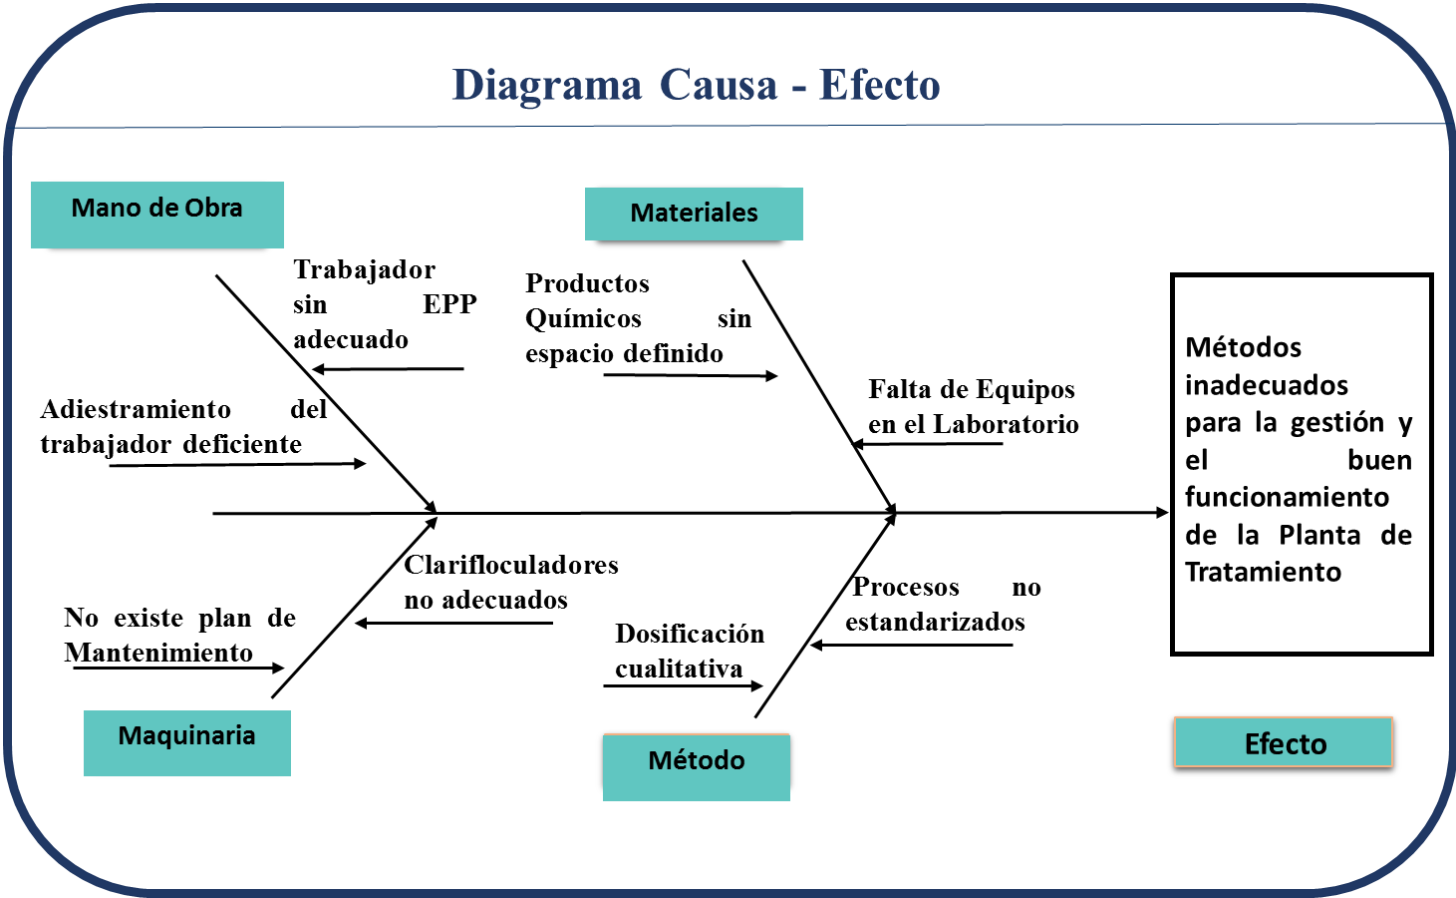 Diagrama Causa - Efecto
Mano de Obra
Materiales
Trabajador
sin EPP
adecuado
Productos
Químicos sin
espacio definido
Adiestramiento del
trabajador deficiente
Falta de Equipos
en el Laboratorio
Métodos
inadecuados
para la gestión y
el buen
funcionamiento
de la Planta de
Tratamiento
Clarifloculadores
no adecuados
No existe plan de
Mantenimiento
Procesos no
estandarizados
Dosificación
cualitativa
Maquinaria
Método
Efecto